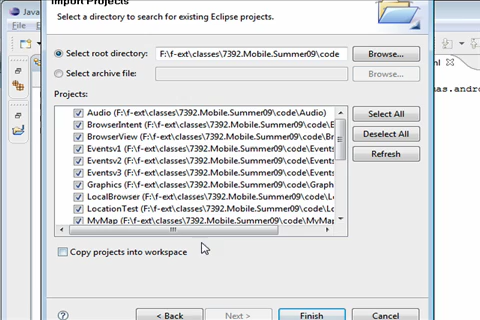 Import Projects
Java
File
Select a directory to search for existing Eclipse projects.
Select root directory:
F:\f-ext\classes\7392.Mobile.Summer09\code
Browse...
Select archive file:
Browse...
Projects:
Audio (F:\f-ext\classes\7392.Mobile.Summer09\code\Audio)
BrowserIntent (F:\f-ext\classes\7392.Mobile.Summer09\code\E
BrowserView (F:\f-ext\classes\7392.Mobile.Summer09\code\Br
Eventsv1 (F:\f-ext\classes\7392.Mobile.Summer09\code\Events
Eventsv2 (F:\f-ext\classes\7392.Mobile.Summer09\code\Events
Eventsv3 (F:\f-ext\classes\7392.Mobile.Summer09\code\Events
Graphics (F:\f-ext\classes\7392.Mobile.Summer09\code\Graph
LocalBrowser (F:\f-ext\classes\7392.Mobile.Summer09\code\L
LocationTest (F:\f-ext\classes\7392.Mobile.Summer09\code\L
MyMap (F:\f-ext\classes\7392.Mobile.Summer09\code\MyMap
Select All
Deselect All
Refresh
Copy projects into workspace
< Back
Next >
Finish
Cancel
ml
as.andro